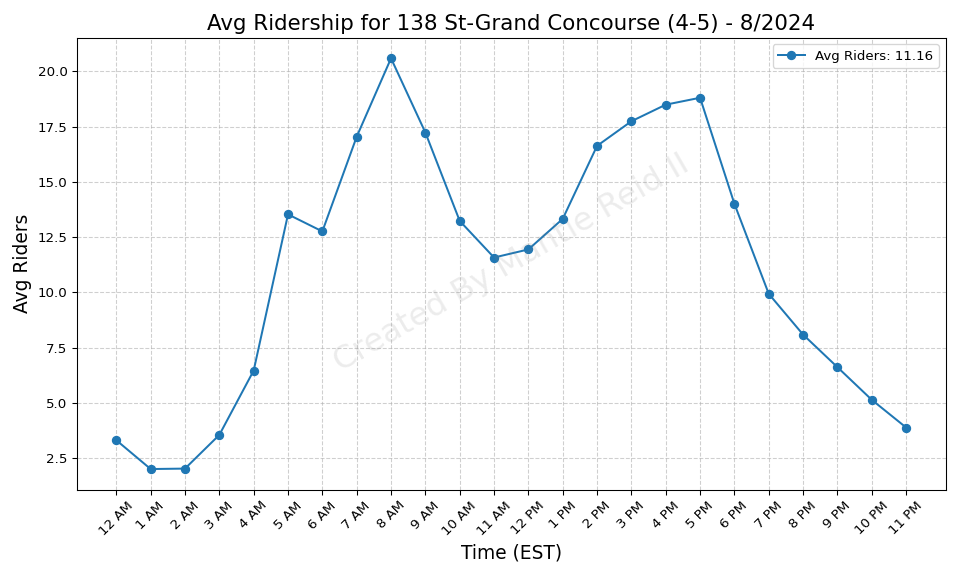 Avg Ridership for 138 St-Grand Concourse (4-5) - 8/2024
Avg Riders: 11.16
Avg Riders
20.0
17.5
15.0
12.5
10.0
7.5
5.0
2.5
Created By Maride Reid II
12 AM
1 AM
2 AM
3 AM
4 AM
5 AM
6 AM
7 AM
8 AM
9 AM
10 AM
11 AM
12 PM
1 PM
2 PM
3 PM
4 PM
5 PM
6 PM
7 PM
8 PM
9 PM
10 PM
11 PM
Time (EST)